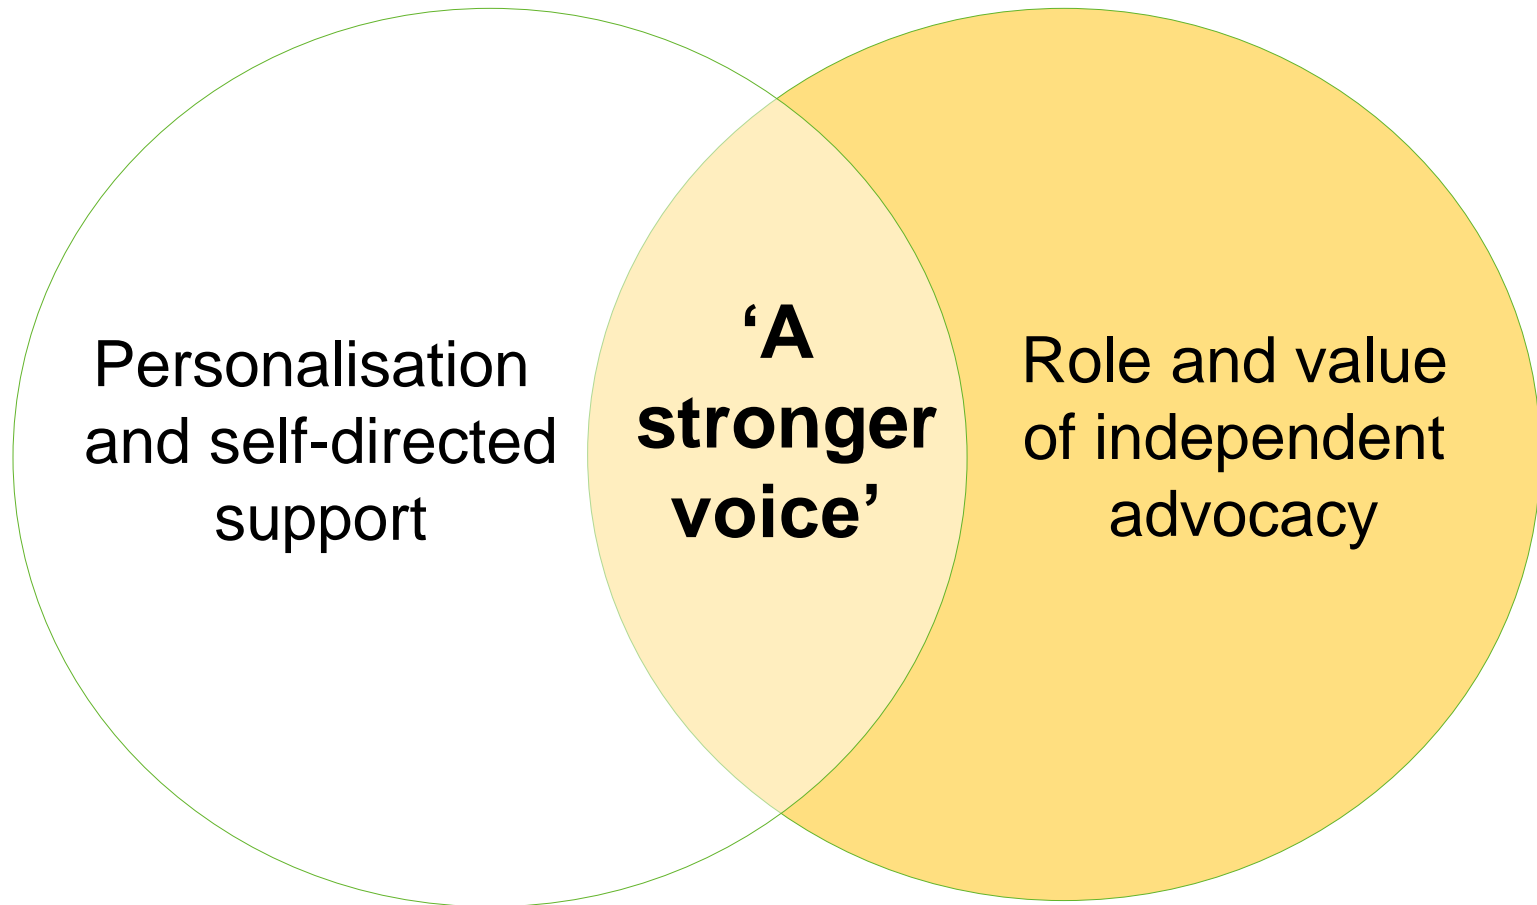 Personalisation
and self-directed
support
‘A
stronger
voice’
Role and value
of independent
advocacy